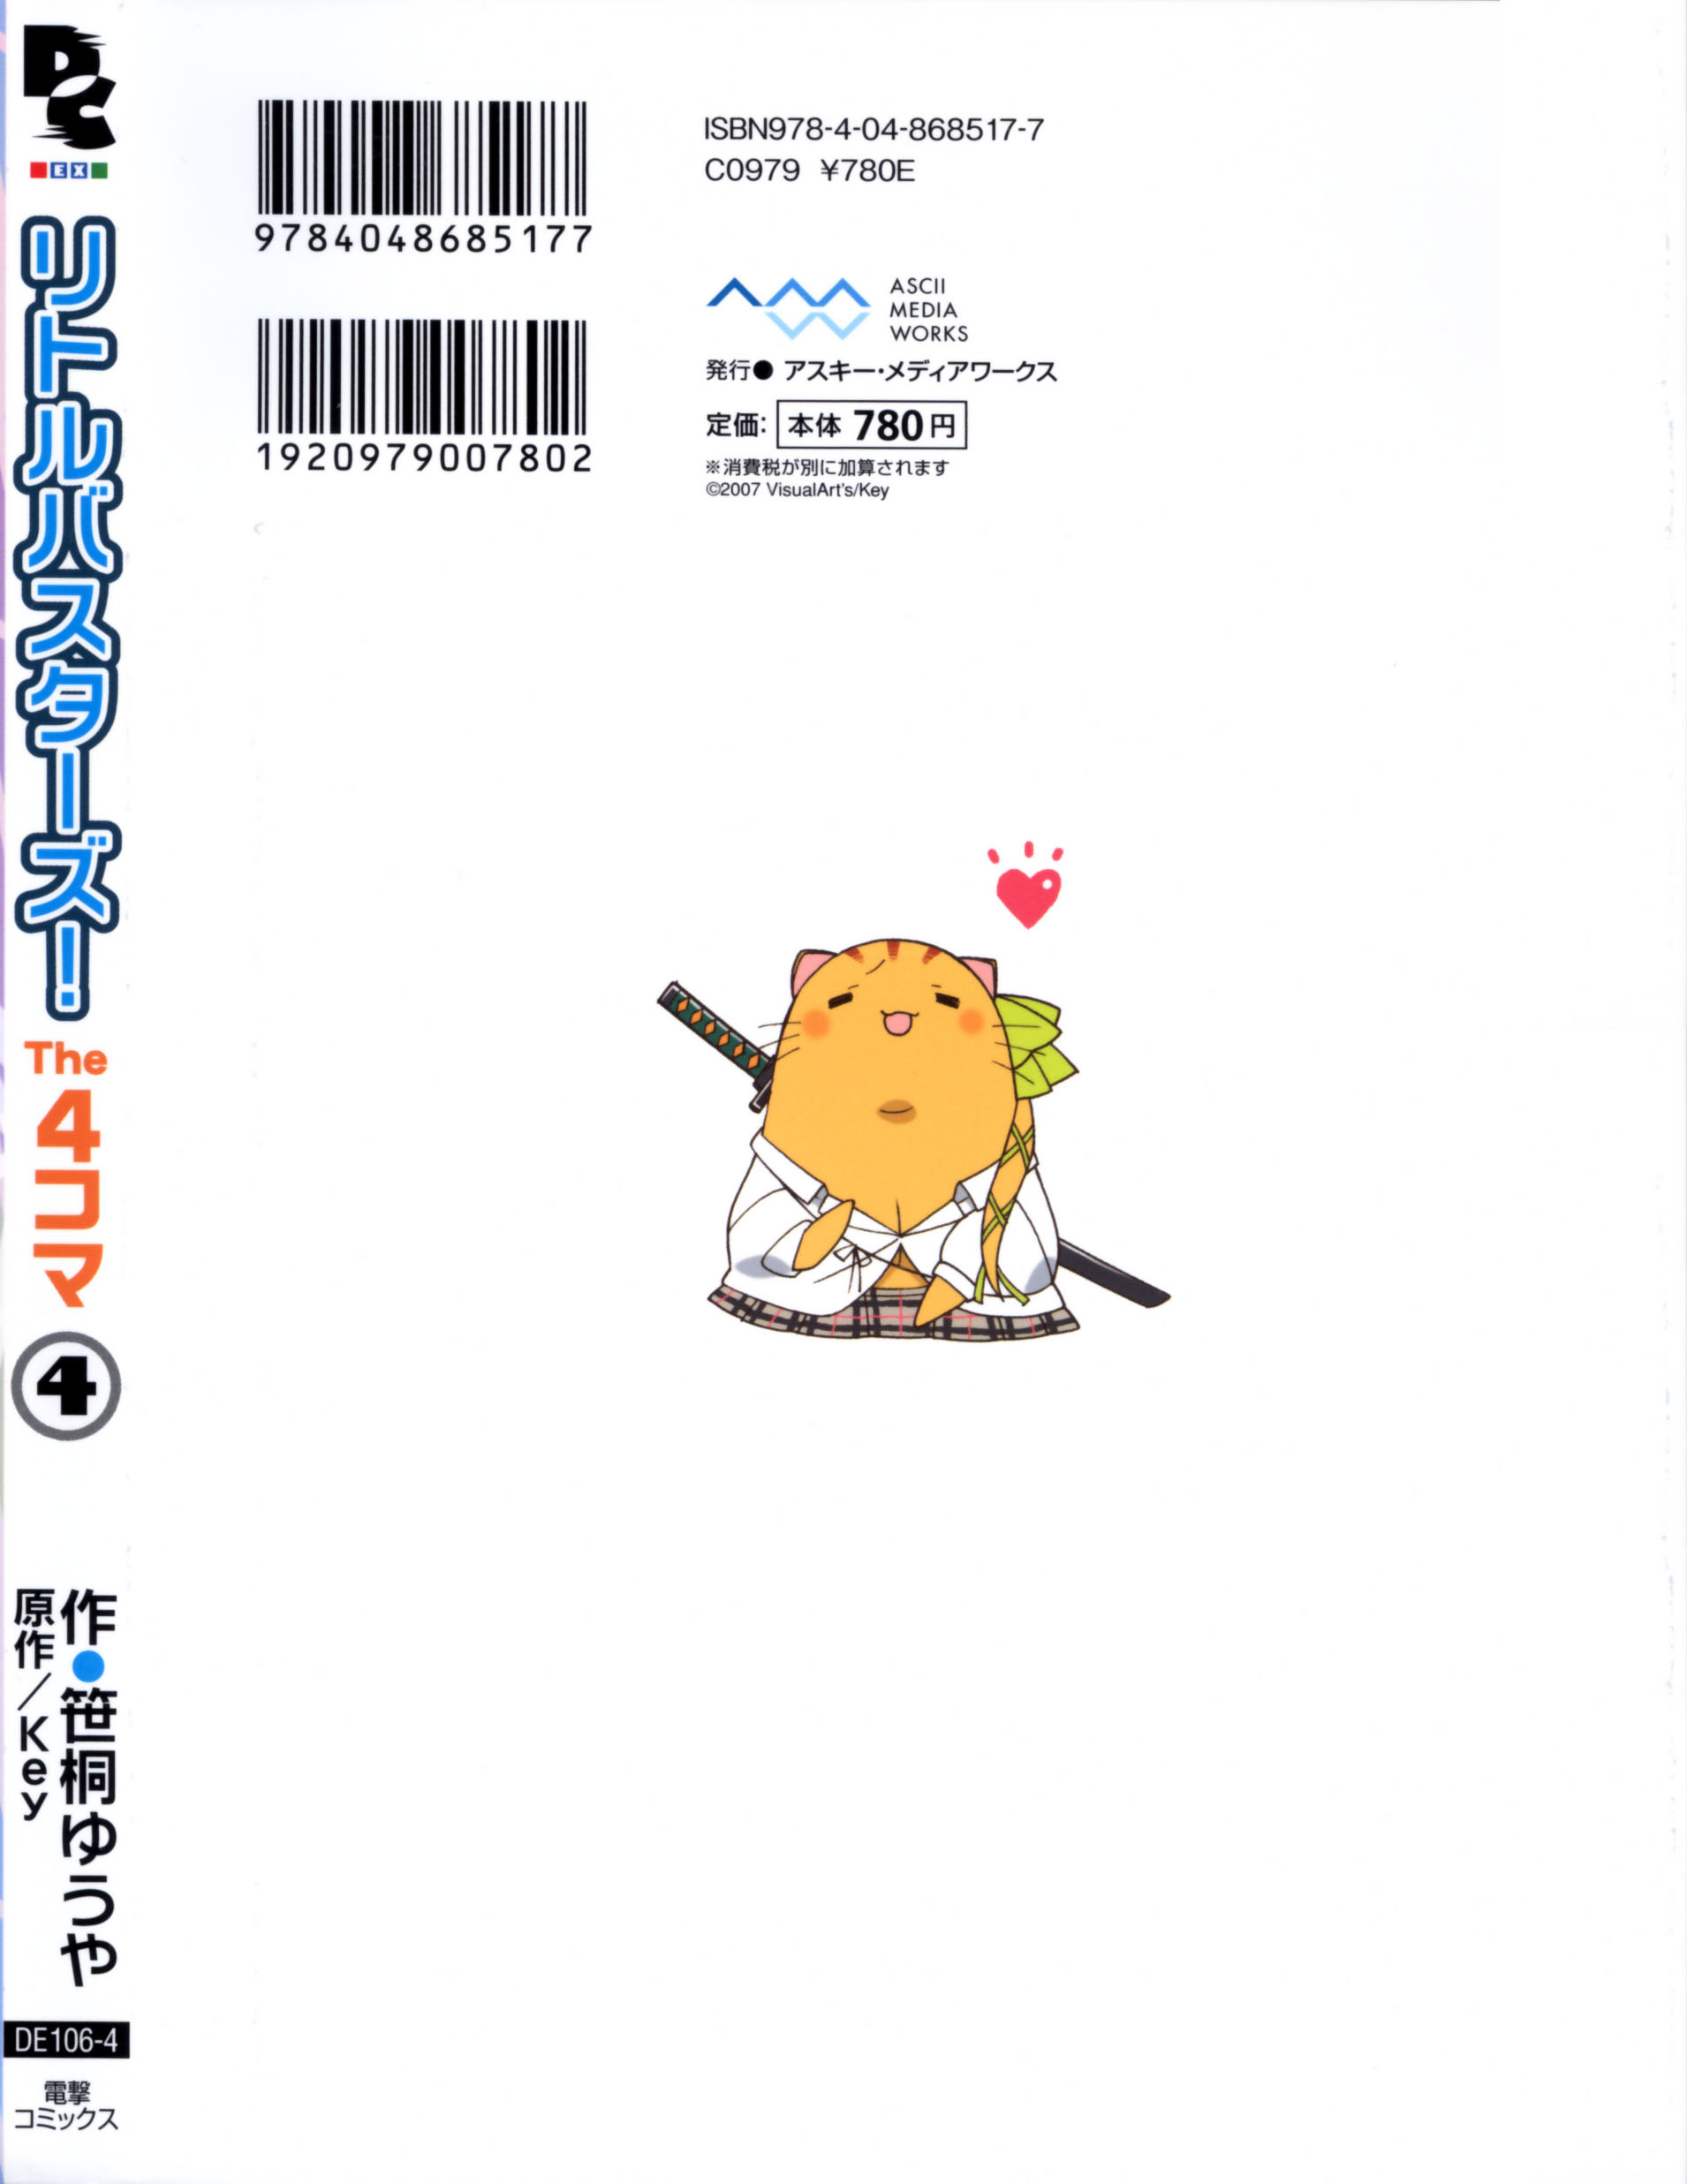 DC
EX
リトルバスターズ!
The
4コマ
4
作●笹桐ゆうや
原作/Key
DE106-4
電撃
コミックス
9784048685177
1920979007802
ISBN978-4-04-868517-7
C0979 ¥780E
ASCII
MEDIA
WORKS
発行● アスキー・メディアワークス
定価: 本体 780円
※消費税が別に加算されます
©2007 VisualArt's/Key